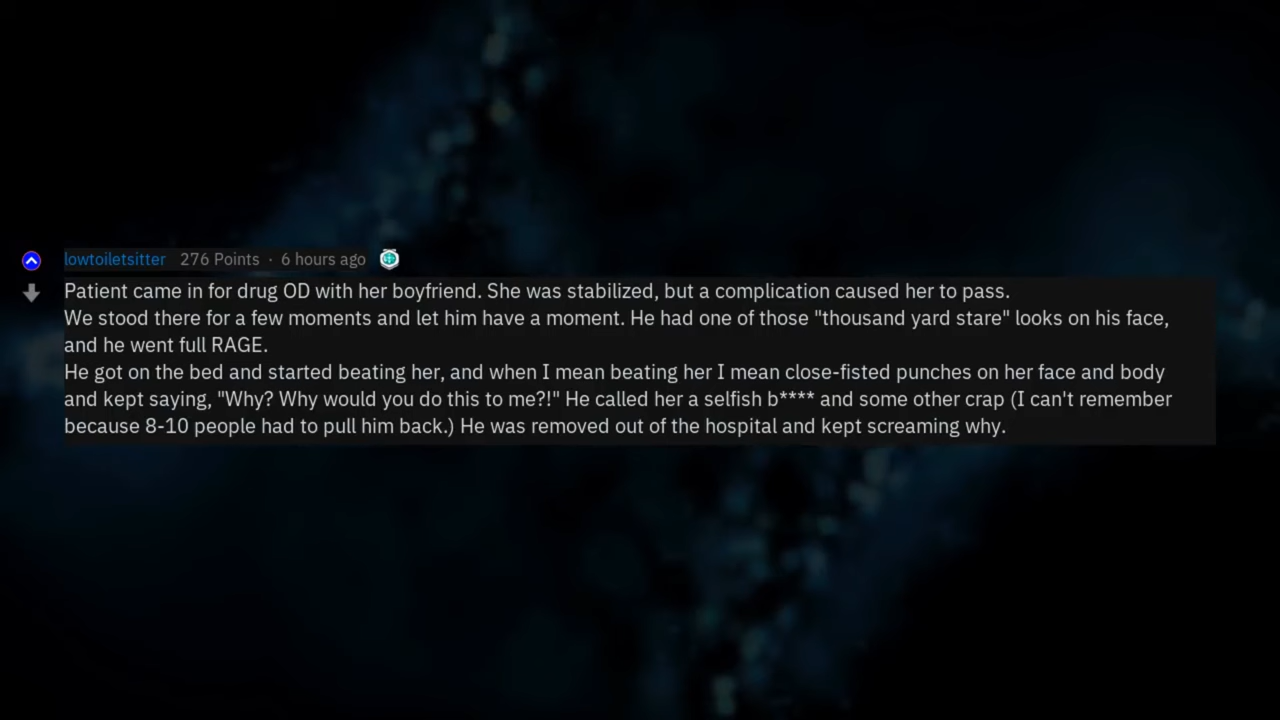 lowtoiletsitter 276 Points · 6 hours ago
Patient came in for drug OD with her boyfriend. She was stabilized, but a complication caused her to pass.
We stood there for a few moments and let him have a moment. He had one of those "thousand yard stare" looks on his face,
and he went full RAGE.
He got on the bed and started beating her, and when I mean beating her I mean close-fisted punches on her face and body
and kept saying, "Why? Why would you do this to me?!" He called her a selfish b**** and some other crap (I can't remember
because 8-10 people had to pull him back.) He was removed out of the hospital and kept screaming why.